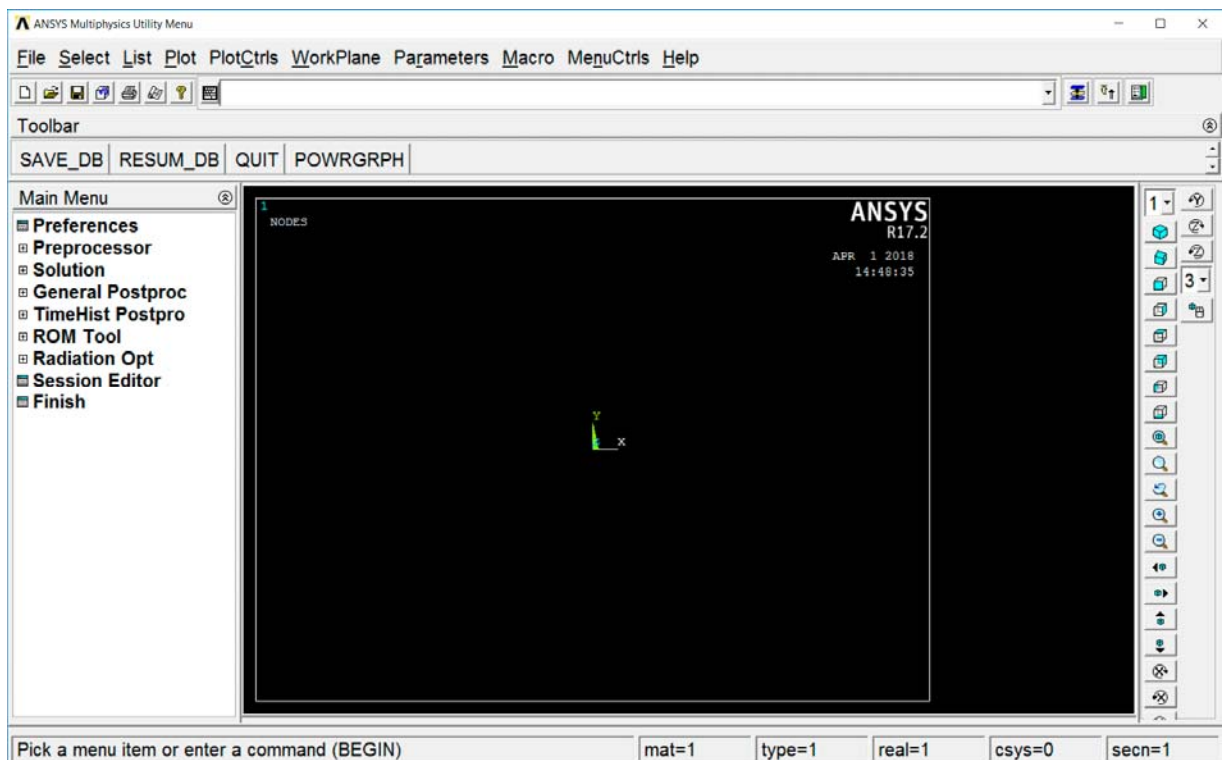 ANSYS Multiphysics Utility Menu
File Select List Plot PlotCtrls WorkPlane Parameters Macro MenuCtrls Help
Toolbar
SAVE_DB RESUM_DB QUIT POWRGRPH
Main Menu
Preferences
Preprocessor
Solution
General Postproc
TimeHist Postpro
ROM Tool
Radiation Opt
Session Editor
Finish
1
NODES
ANSYS
R17.2
APR 1 2018
14:48:35
Y
X
1
3
Pick a menu item or enter a command (BEGIN) mat=1 type=1 real=1 csys=0 secn=1